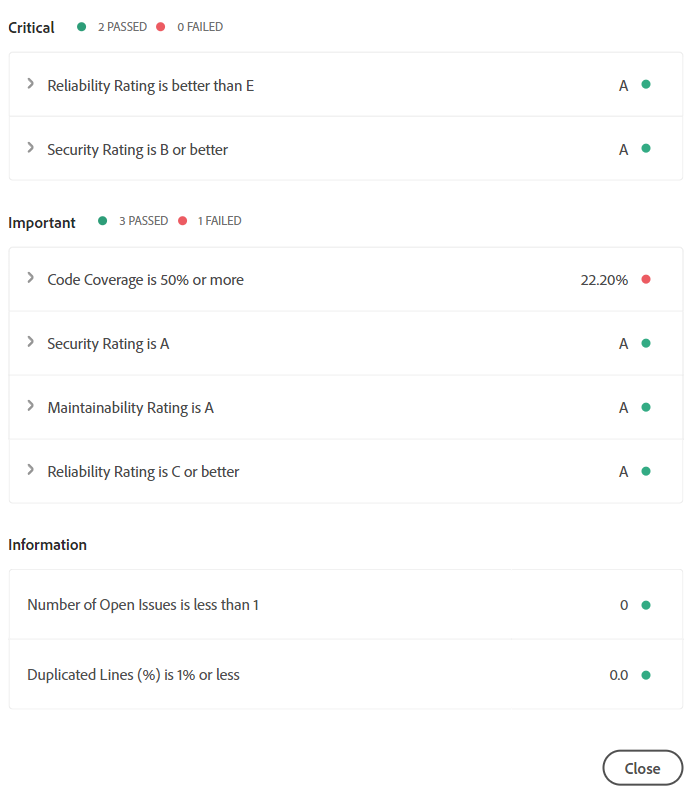 Critical 2 PASSED 0 FAILED
Reliability Rating is better than E A
Security Rating is B or better A
Important 3 PASSED 1 FAILED
Code Coverage is 50% or more 22.20%
Security Rating is A A
Maintainability Rating is A A
Reliability Rating is C or better A
Information
Number of Open Issues is less than 1 0
Duplicated Lines (%) is 1% or less 0.0
Close